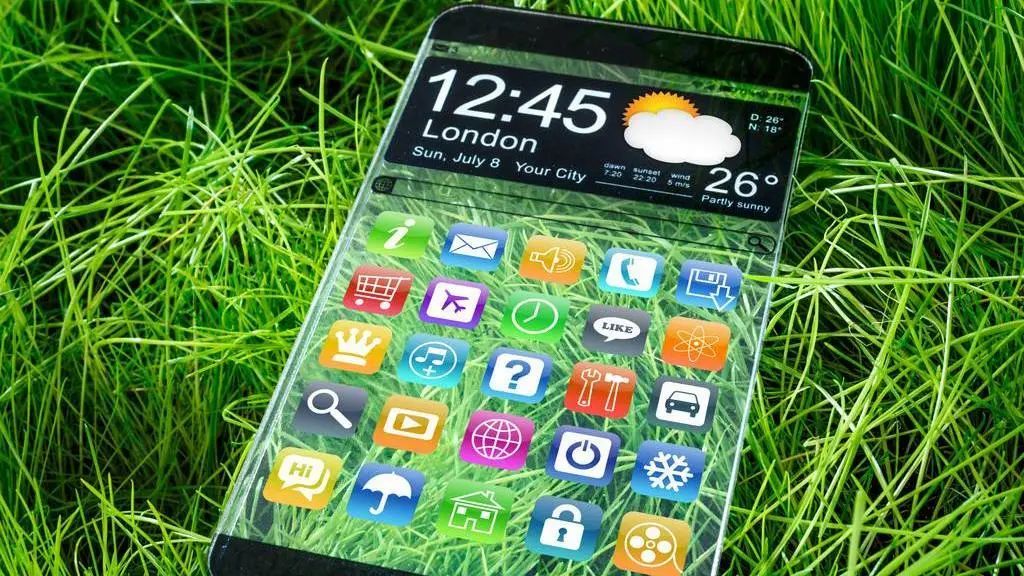 12:45
London
Sun, July 8 Your City
D: 26°
N: 18°
dawn sunset wind
7:20 22:20 5 m/s
26°
Partly sunny
i
LIKE
?
Hi